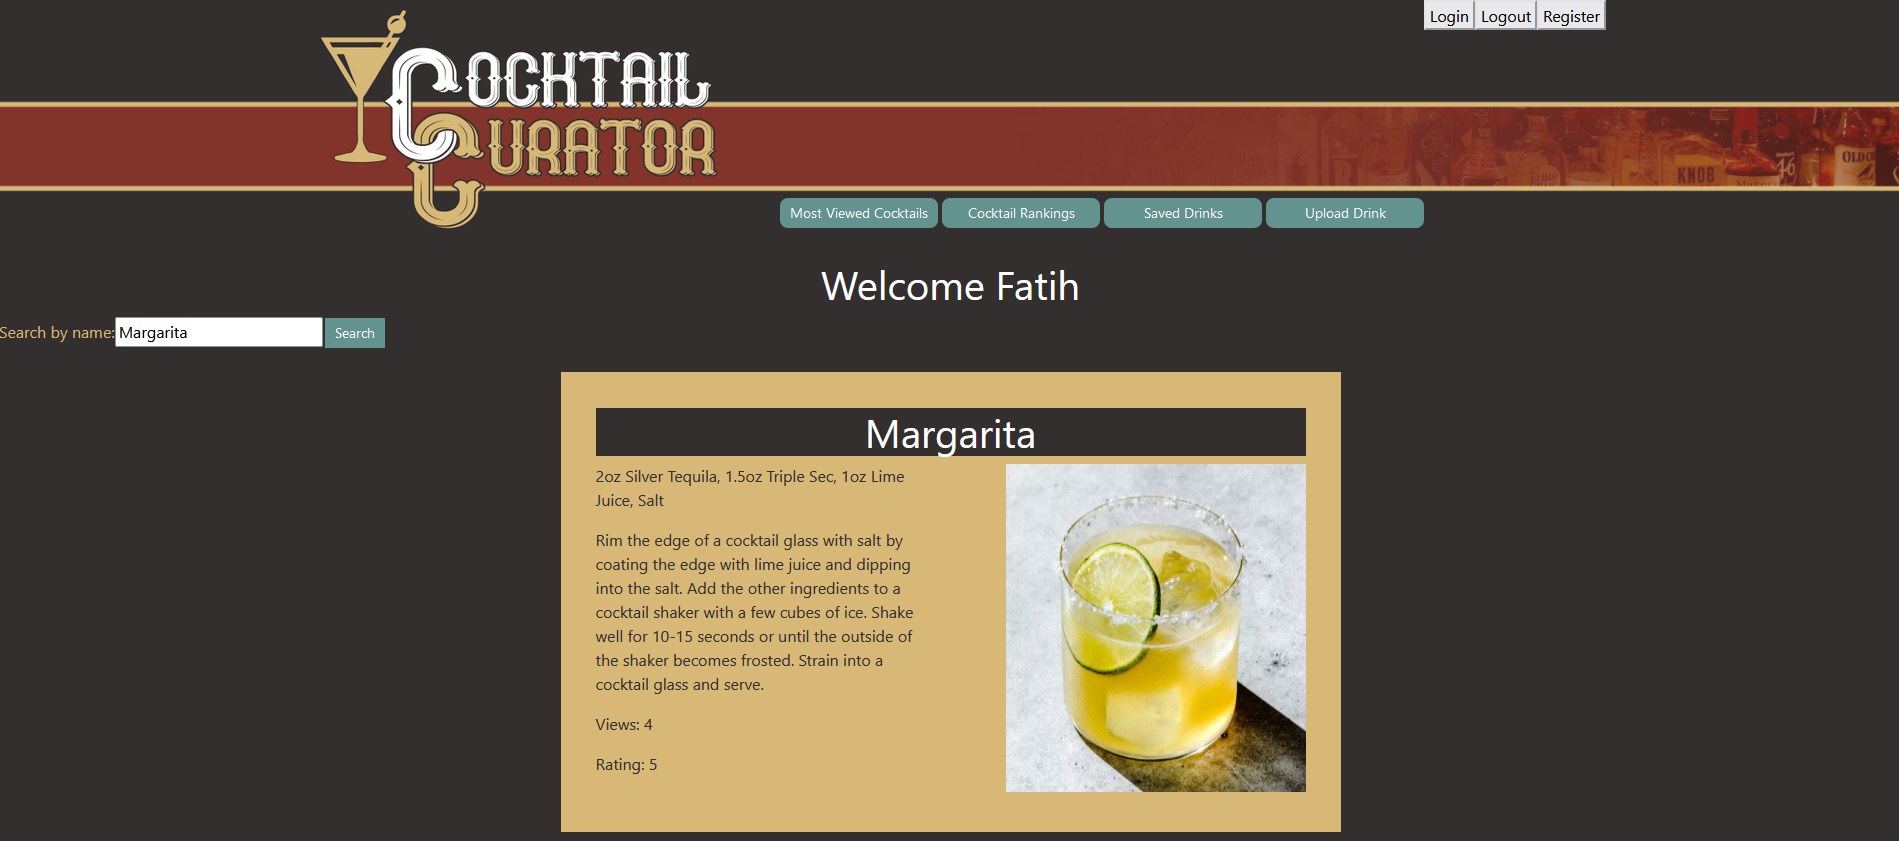 Login Logout Register
COCKTAIL
CURATOR
KNOB
Maker's 46
OLD
Most Viewed Cocktails Cocktail Rankings Saved Drinks Upload Drink
Welcome Fatih
Search by name: Margarita Search
Margarita
2oz Silver Tequila, 1.5oz Triple Sec, 1oz Lime
Juice, Salt
Rim the edge of a cocktail glass with salt by
coating the edge with lime juice and dipping
into the salt. Add the other ingredients to a
cocktail shaker with a few cubes of ice. Shake
well for 10-15 seconds or until the outside of
the shaker becomes frosted. Strain into a
cocktail glass and serve.
Views: 4
Rating: 5